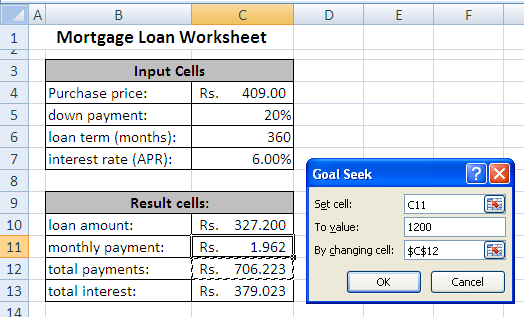 A B C D E F
1 Mortgage Loan Worksheet
2
3 Input Cells
4 Purchase price: Rs. 409.00
5 down payment: 20%
6 loan term (months): 360
7 interest rate (APR): 6.00%
8
9 Result cells:
10 loan amount: Rs. 327.200
11 monthly payment: Rs. 1.962
12 total payments: Rs. 706.223
13 total interest: Rs. 379.023
14
Goal Seek
Set cell: C11
To value: 1200
By changing cell: $C$12
OK Cancel